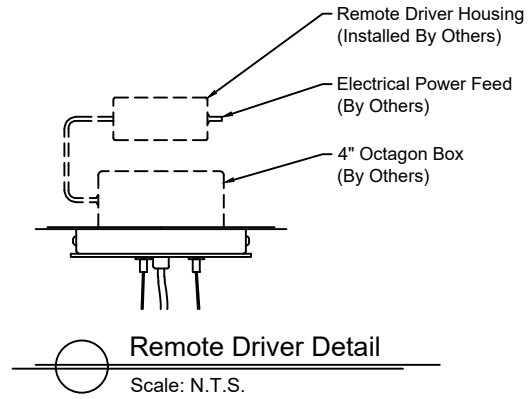 Remote Driver Housing
(Installed By Others)
Electrical Power Feed
(By Others)
4" Octagon Box
(By Others)
Remote Driver Detail
Scale: N.T.S.